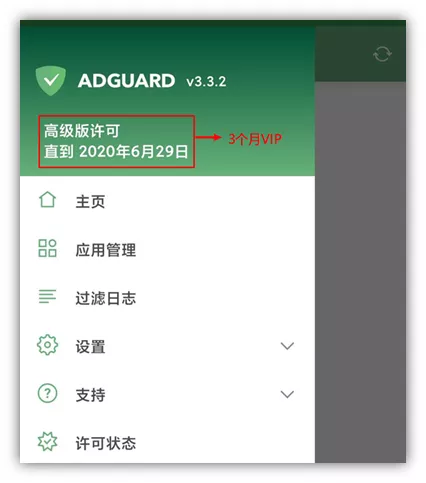 ADGUARD v3.3.2
高级版许可
直到 2020年6月29日
3个月VIP
主页
应用管理
过滤日志
设置
支持
许可状态